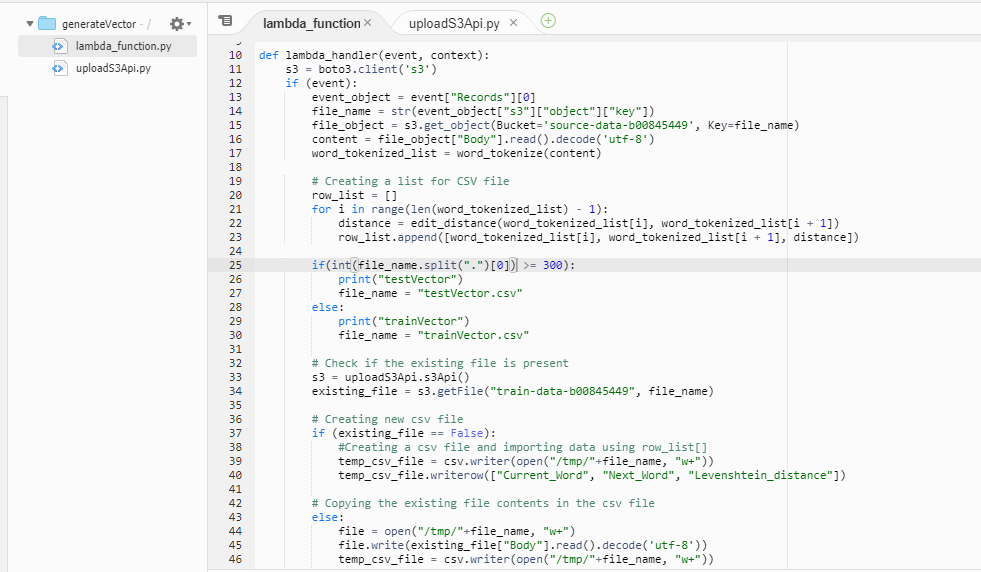 generateVector - /
lambda_function.py
uploadS3Api.py
lambda_function ×
uploadS3Api.py ×
10 def lambda_handler(event, context):
11 s3 = boto3.client('s3')
12 if (event):
13 event_object = event["Records"][0]
14 file_name = str(event_object["s3"]["object"]["key"])
15 file_object = s3.get_object(Bucket='source-data-b00845449', Key=file_name)
16 content = file_object["Body"].read().decode('utf-8')
17 word_tokenized_list = word_tokenize(content)
18
19 # Creating a list for CSV file
20 row_list = []
21 for i in range(len(word_tokenized_list) - 1):
22 distance = edit_distance(word_tokenized_list[i], word_tokenized_list[i + 1])
23 row_list.append([word_tokenized_list[i], word_tokenized_list[i + 1], distance])
24
25 if(int(file_name.split(".")[0]) >= 300):
26 print("testVector")
27 file_name = "testVector.csv"
28 else:
29 print("trainVector")
30 file_name = "trainVector.csv"
31
32 # Check if the existing file is present
33 s3 = uploadS3Api.s3Api()
34 existing_file = s3.getFile("train-data-b00845449", file_name)
35
36 # Creating new csv file
37 if (existing_file == False):
38 #Creating a csv file and importing data using row_list[]
39 temp_csv_file = csv.writer(open("/tmp/"+file_name, "w+"))
40 temp_csv_file.writerow(["Current_Word", "Next_Word", "Levenshtein_distance"])
41
42 # Copying the existing file contents in the csv file
43 else:
44 file = open("/tmp/"+file_name, "w+")
45 file.write(existing_file["Body"].read().decode('utf-8'))
46 temp_csv_file = csv.writer(open("/tmp/"+file_name, "w+"))